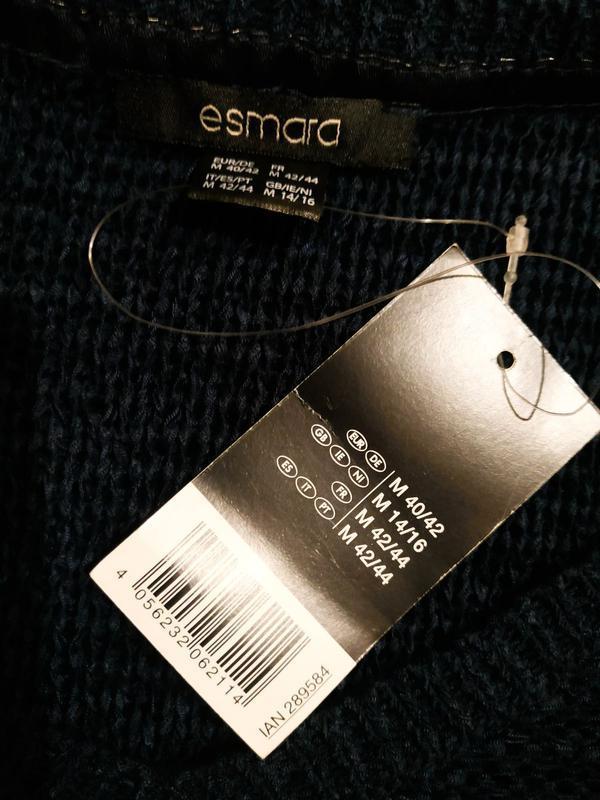 esmara
EUR/DE FR
M 40/42 M 42/44
IT/ES/PT GB/IE/NI
M 42/44 M 14/16
EUR DE M 40/42
GB IE NI M 14/16
FR M 42/44
ES IT PT M 42/44
4 056232 062114
IAN 289584